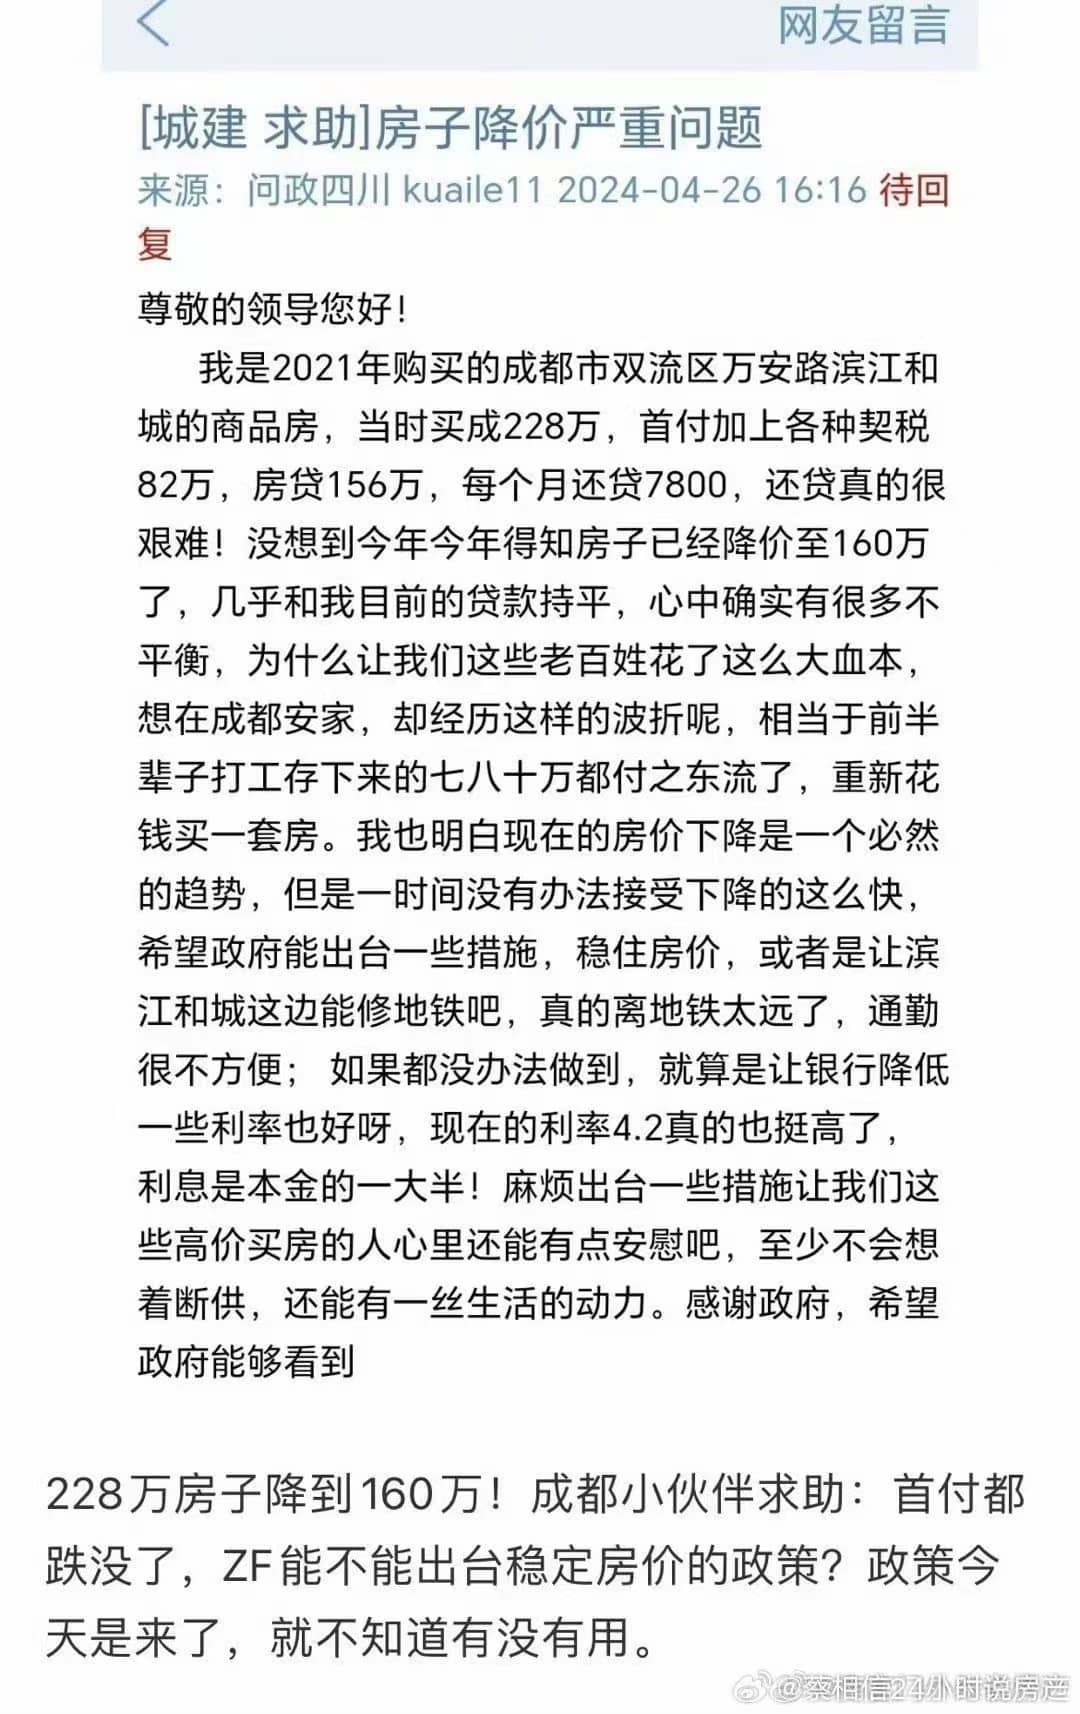 网友留言
[城建 求助]房子降价严重问题
来源：问政四川 kuaile11 2024-04-26 16:16 待回
复
尊敬的领导您好！
我是2021年购买的成都市双流区万安路滨江和
城的商品房，当时买成228万，首付加上各种契税
82万，房贷156万，每个月还贷7800，还贷真的很
艰难！没想到今年今年得知房子已经降价至160万
了，几乎和我目前的贷款持平，心中确实有很多不
平衡，为什么让我们这些老百姓花了这么大血本，
想在成都安家，却经历这样的波折呢，相当于前半
辈子打工存下来的七八十万都付之东流了，重新花
钱买一套房。我也明白现在的房价下降是一个必然
的趋势，但是一时间没有办法接受下降的这么快，
希望政府能出台一些措施，稳住房价，或者是让滨
江和城这边能修地铁吧，真的离地铁太远了，通勤
很不方便； 如果都没办法做到，就算是让银行降低
一些利率也好呀，现在的利率4.2真的也挺高了，
利息是本金的一大半！麻烦出台一些措施让我们这
些高价买房的人心里还能有点安慰吧，至少不会想
着断供，还能有一丝生活的动力。感谢政府，希望
政府能够看到
228万房子降到160万！成都小伙伴求助：首付都
跌没了，ZF能不能出台稳定房价的政策？政策今
天是来了，就不知道有没有用。
@蔡相信24小时说房产